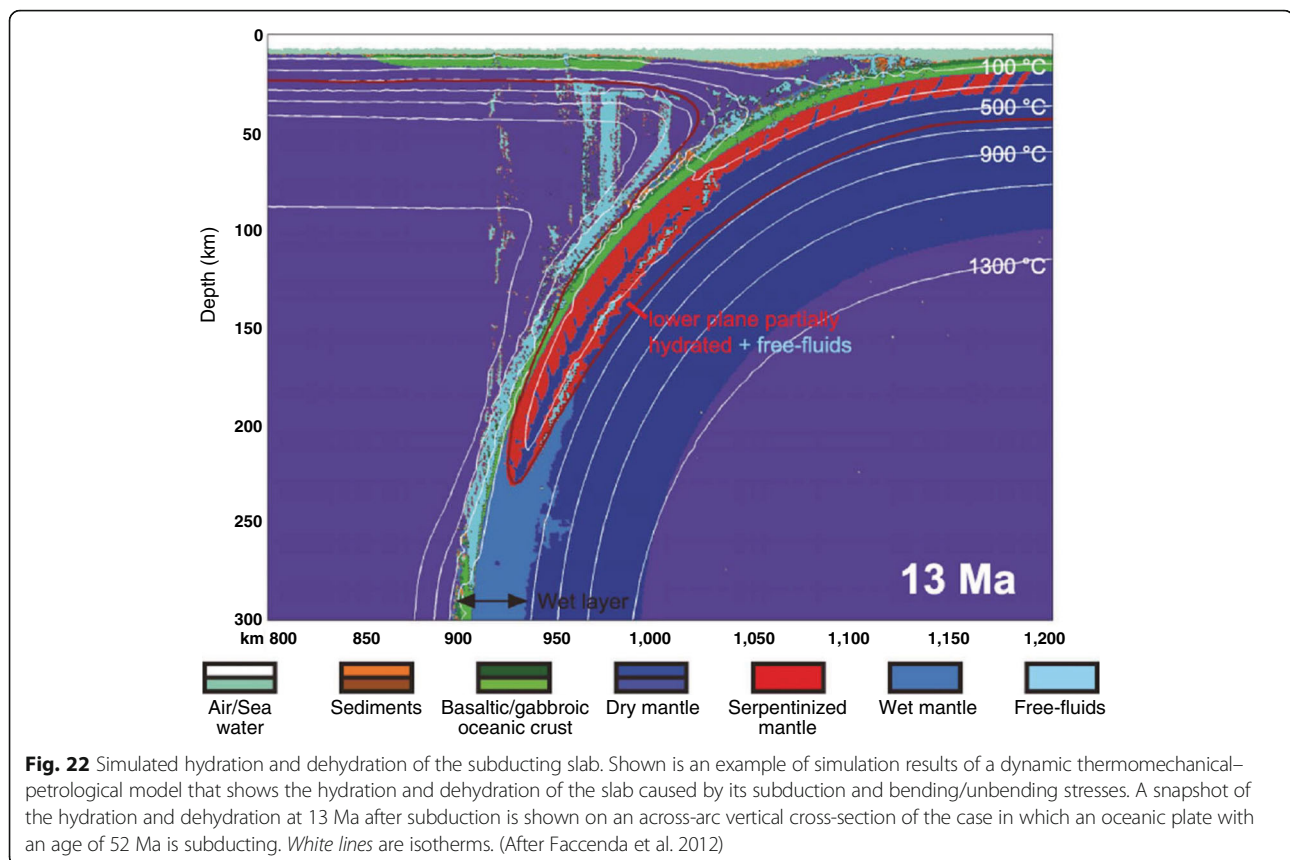 0
50
100
150
200
250
300
Depth (km)
100 °C
500 °C
900 °C
1300 °C
lower plane partially
hydrated + free-fluids
13 Ma
Wet layer
km 800 850 900 950 1,000 1,050 1,100 1,150 1,200
Air/Sea water
Sediments
Basaltic/gabbroic oceanic crust
Dry mantle
Serpentinized mantle
Wet mantle
Free-fluids
Fig. 22 Simulated hydration and dehydration of the subducting slab. Shown is an example of simulation results of a dynamic thermomechanical–
petrological model that shows the hydration and dehydration of the slab caused by its subduction and bending/unbending stresses. A snapshot of
the hydration and dehydration at 13 Ma after subduction is shown on an across-arc vertical cross-section of the case in which an oceanic plate with
an age of 52 Ma is subducting. White lines are isotherms. (After Faccenda et al. 2012)